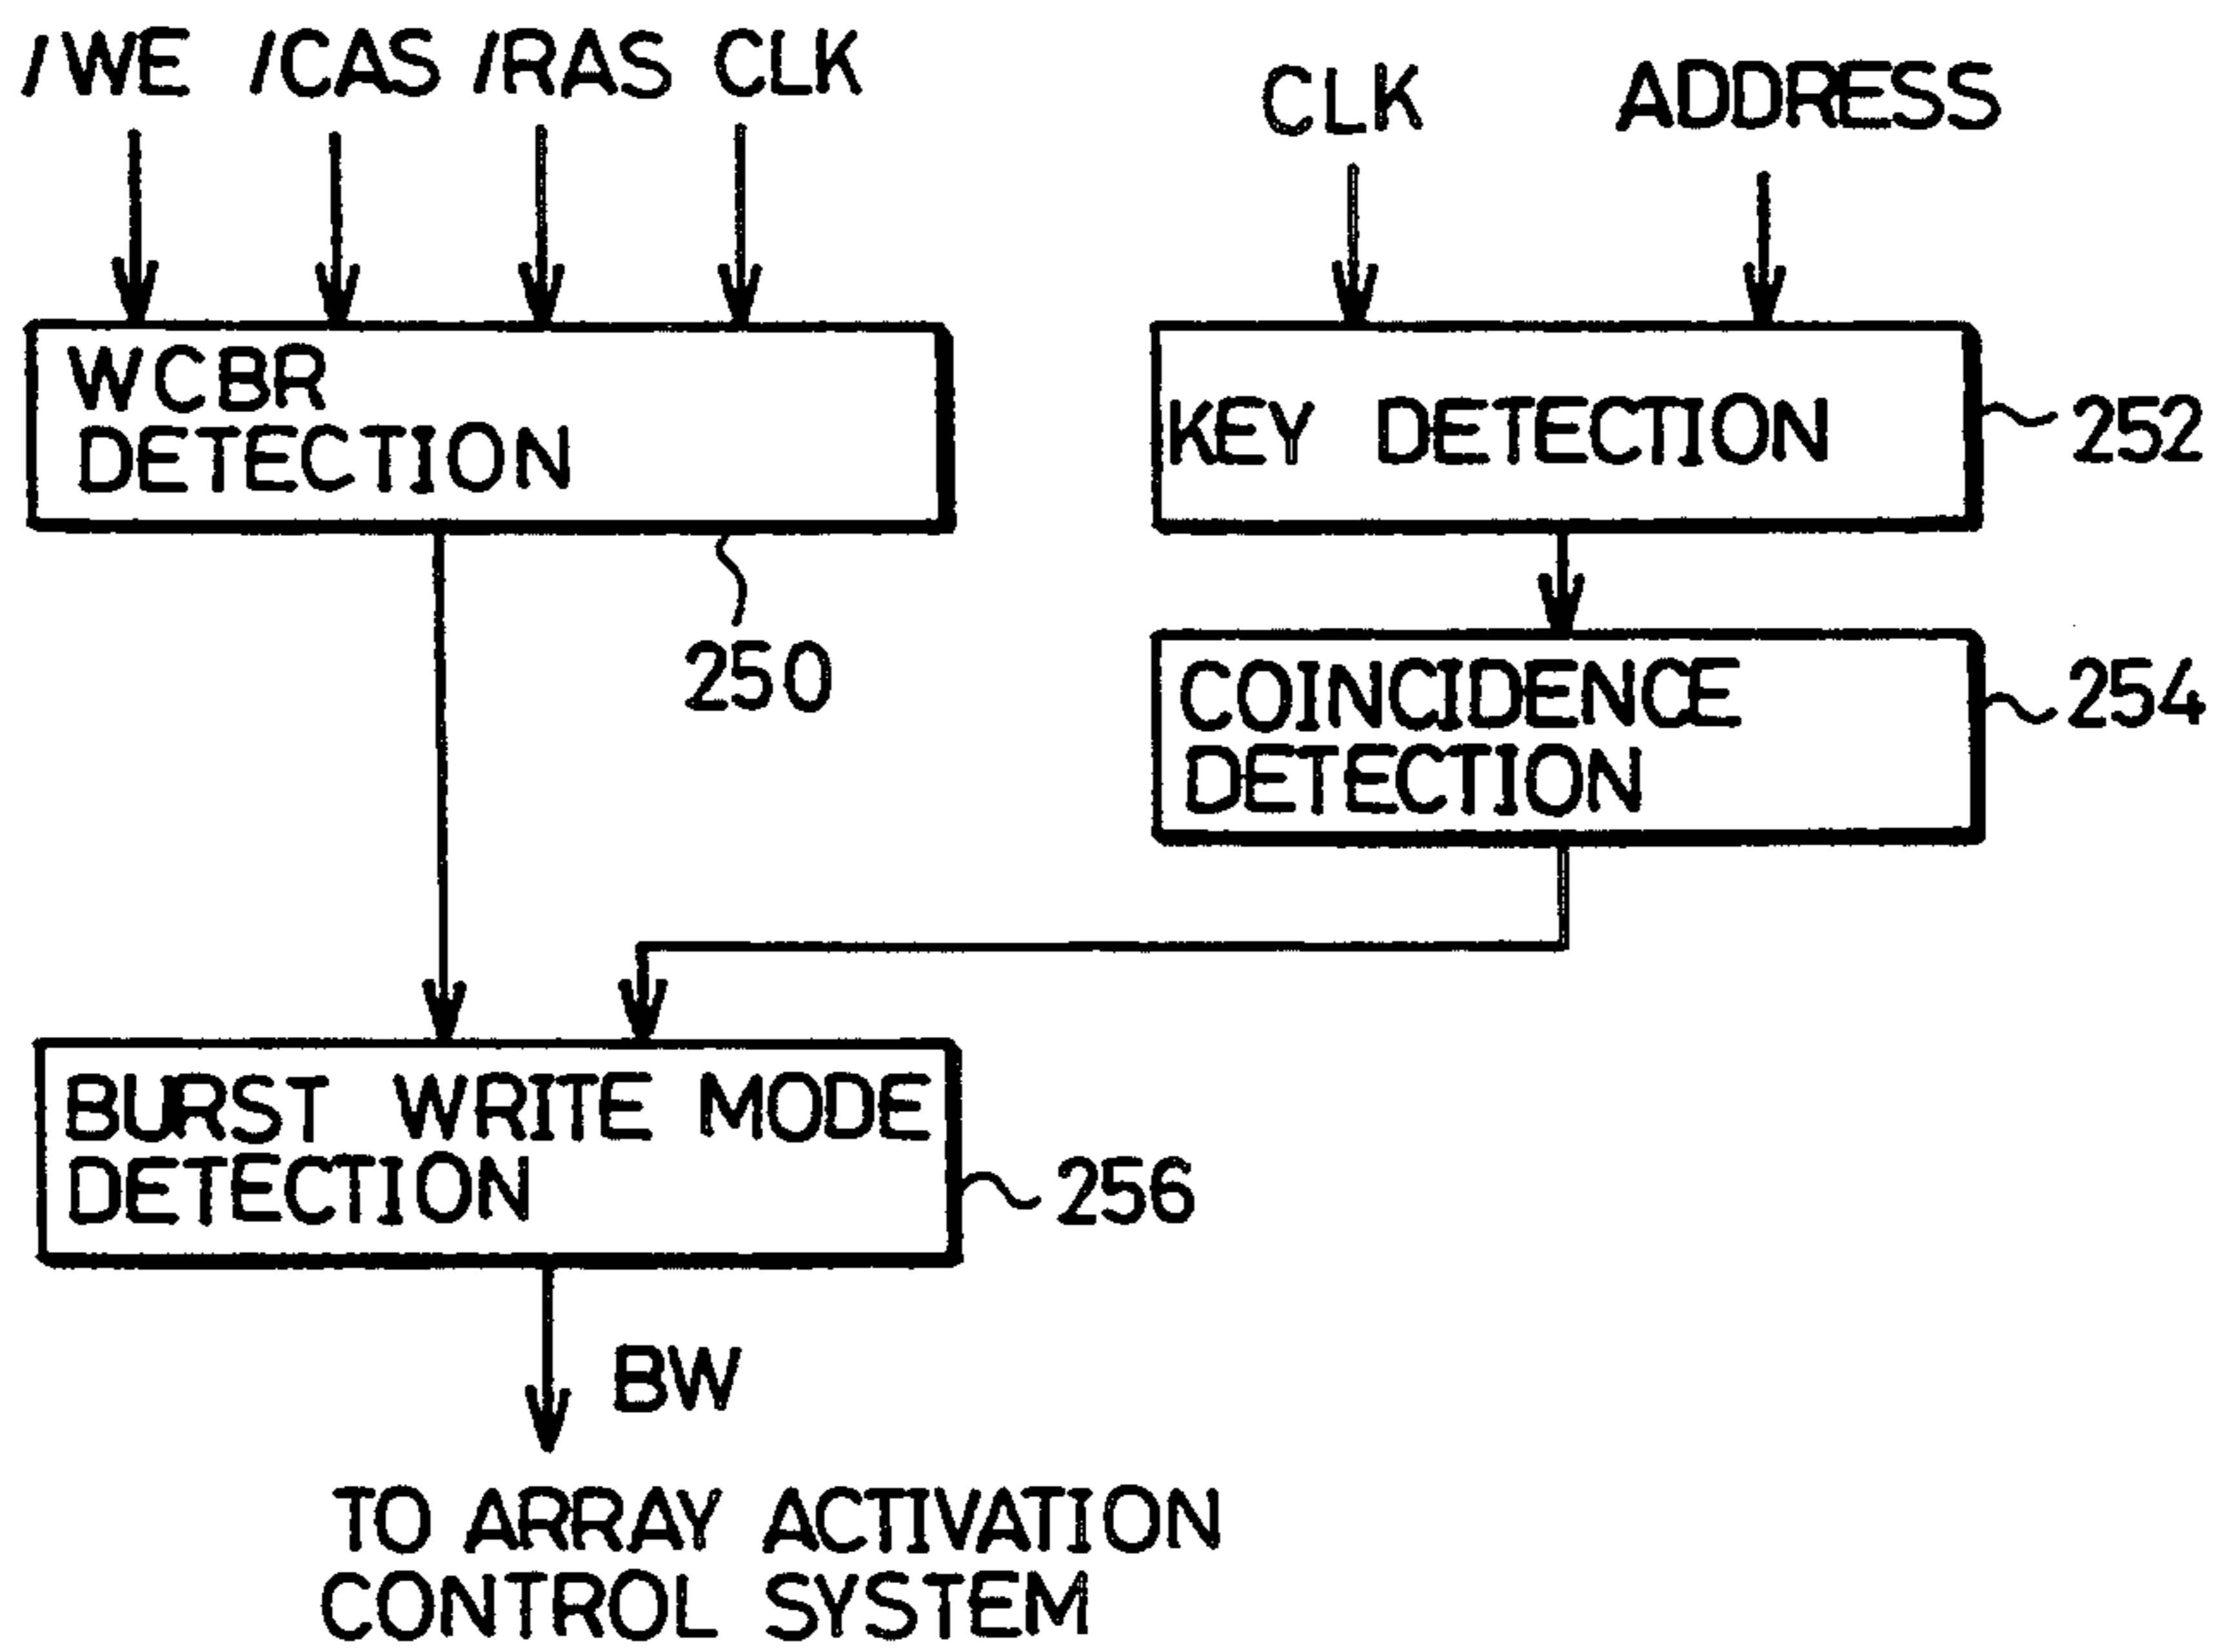 /WE /CAS /RAS CLK
CLK ADDRESS
WCBR
DETECTION
KEY DETECTION
252
250
COINCIDENCE
DETECTION
254
BURST WRITE MODE
DETECTION
256
BW
TO ARRAY ACTIVATION
CONTROL SYSTEM